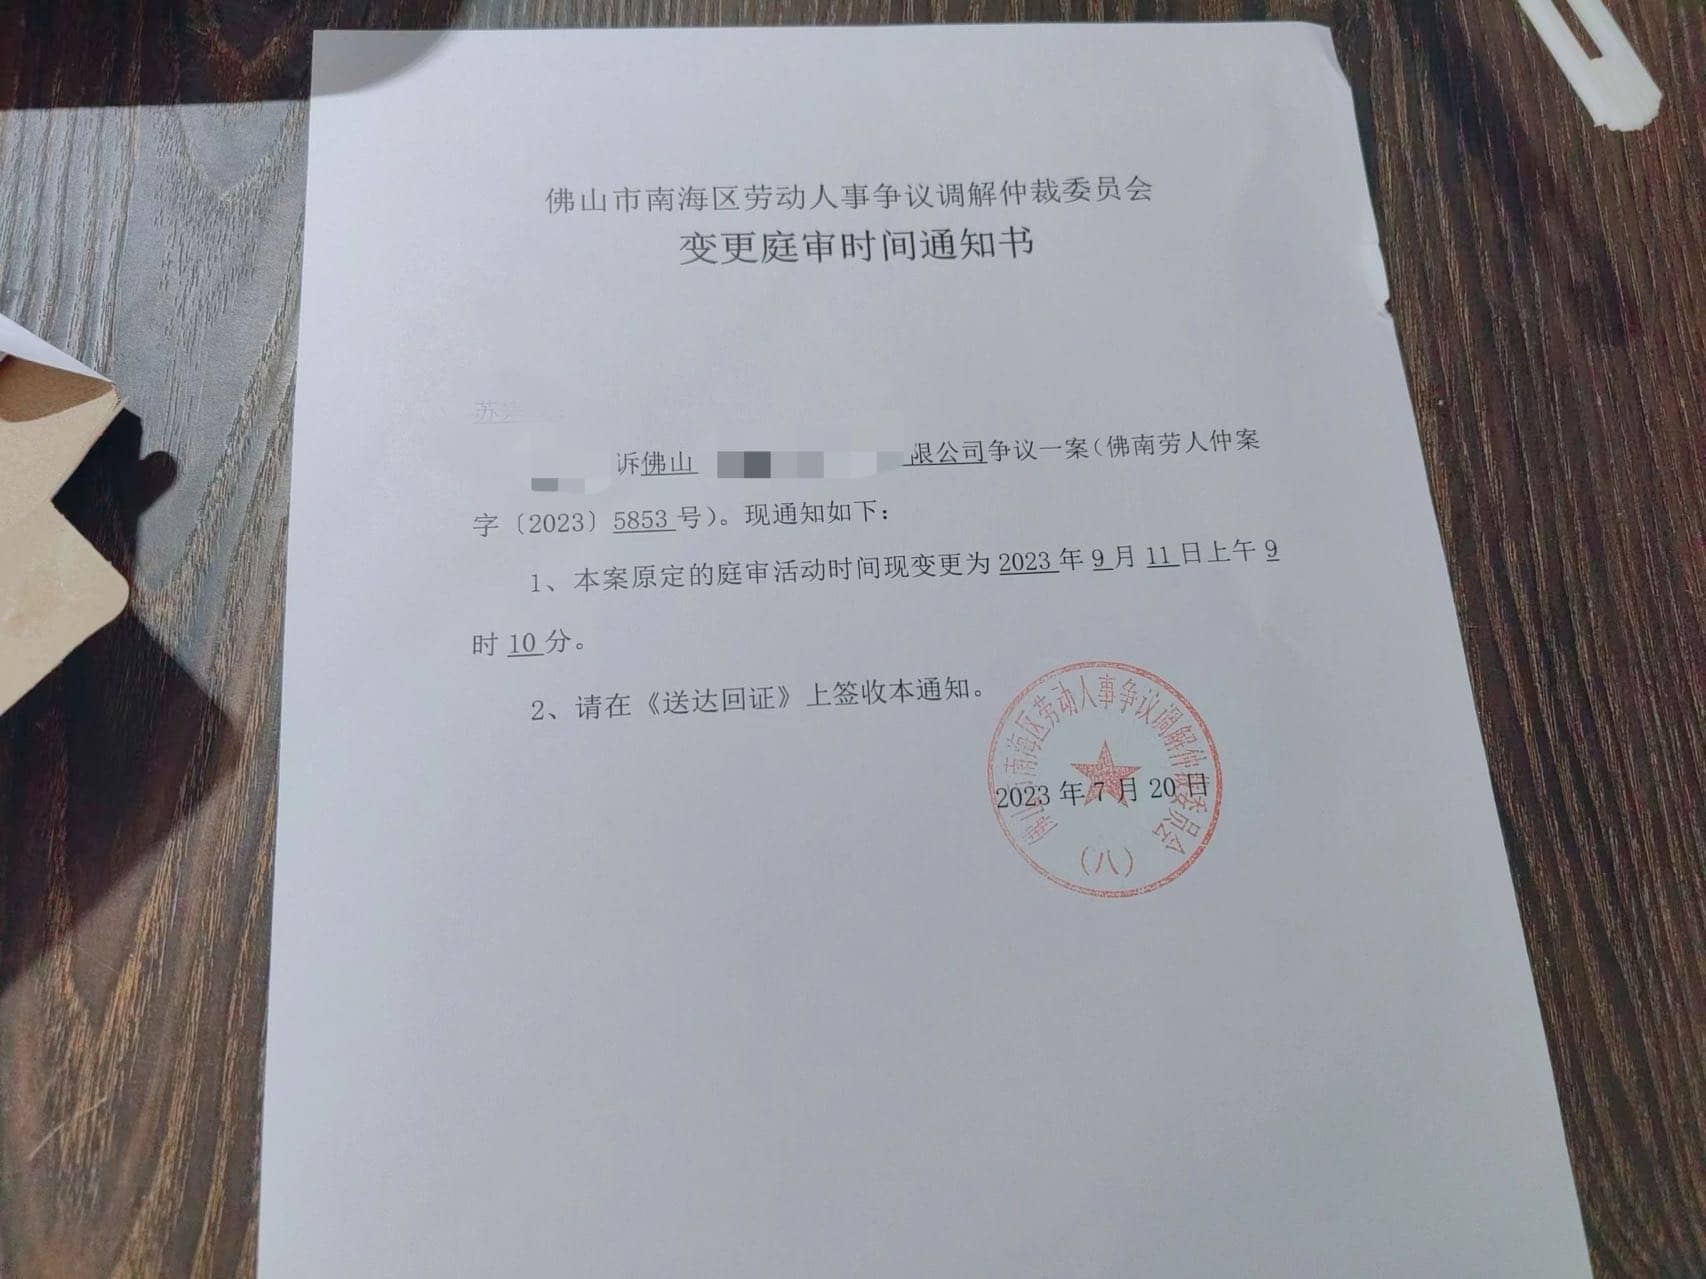 佛山市南海区劳动人事争议调解仲裁委员会
变更庭审时间通知书
苏
诉佛山 限公司争议一案（佛南劳人仲案
字〔2023〕5853号）。现通知如下：
1、本案原定的庭审活动时间现变更为2023年9月11日上午9
时10分。
2、请在《送达回证》上签收本通知。
佛山市南海区劳动人事争议调解仲裁委员会
2023年7月20日
（八）